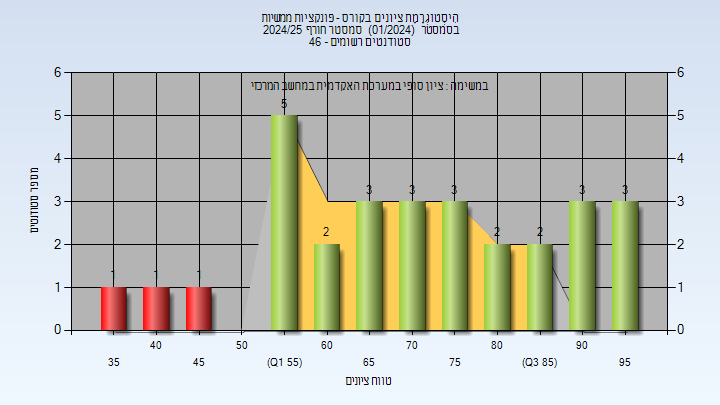 היסטוגרמת ציונים בקורס - פונקציות ממשיות
בסמסטר (01/2024) סמסטר חורף 2024/25
סטודנטים רשומים - 46
במשימה : ציון סופי במערכת האקדמית במחשב המרכזי
מספר סטודנטים
6 6
5 5
4 4
3 3
2 2
1 1
0 0
1 1 1 5 2 3 3 3 2 2 3 3
40 50 60 70 80 90
35 45 (Q1 55) 65 75 (Q3 85) 95
טווח ציונים